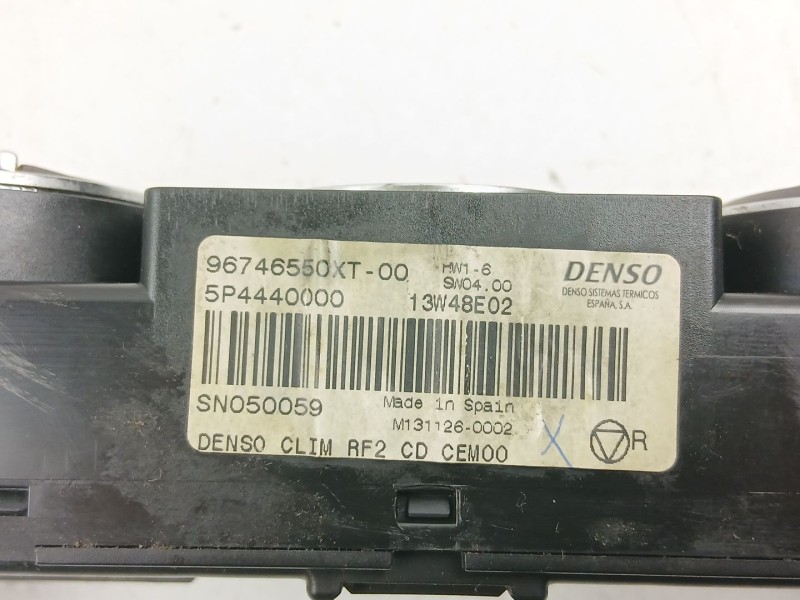 96746550XT-00 HW1-6 DENSO
SW04.00 DENSO SISTEMAS TERMICOS
5P4440000 13W48E02 ESPAÑA, S.A.
SN050059 Made in Spain
M131126-0002 X R
DENSO CLIM RF2 CD CEM00